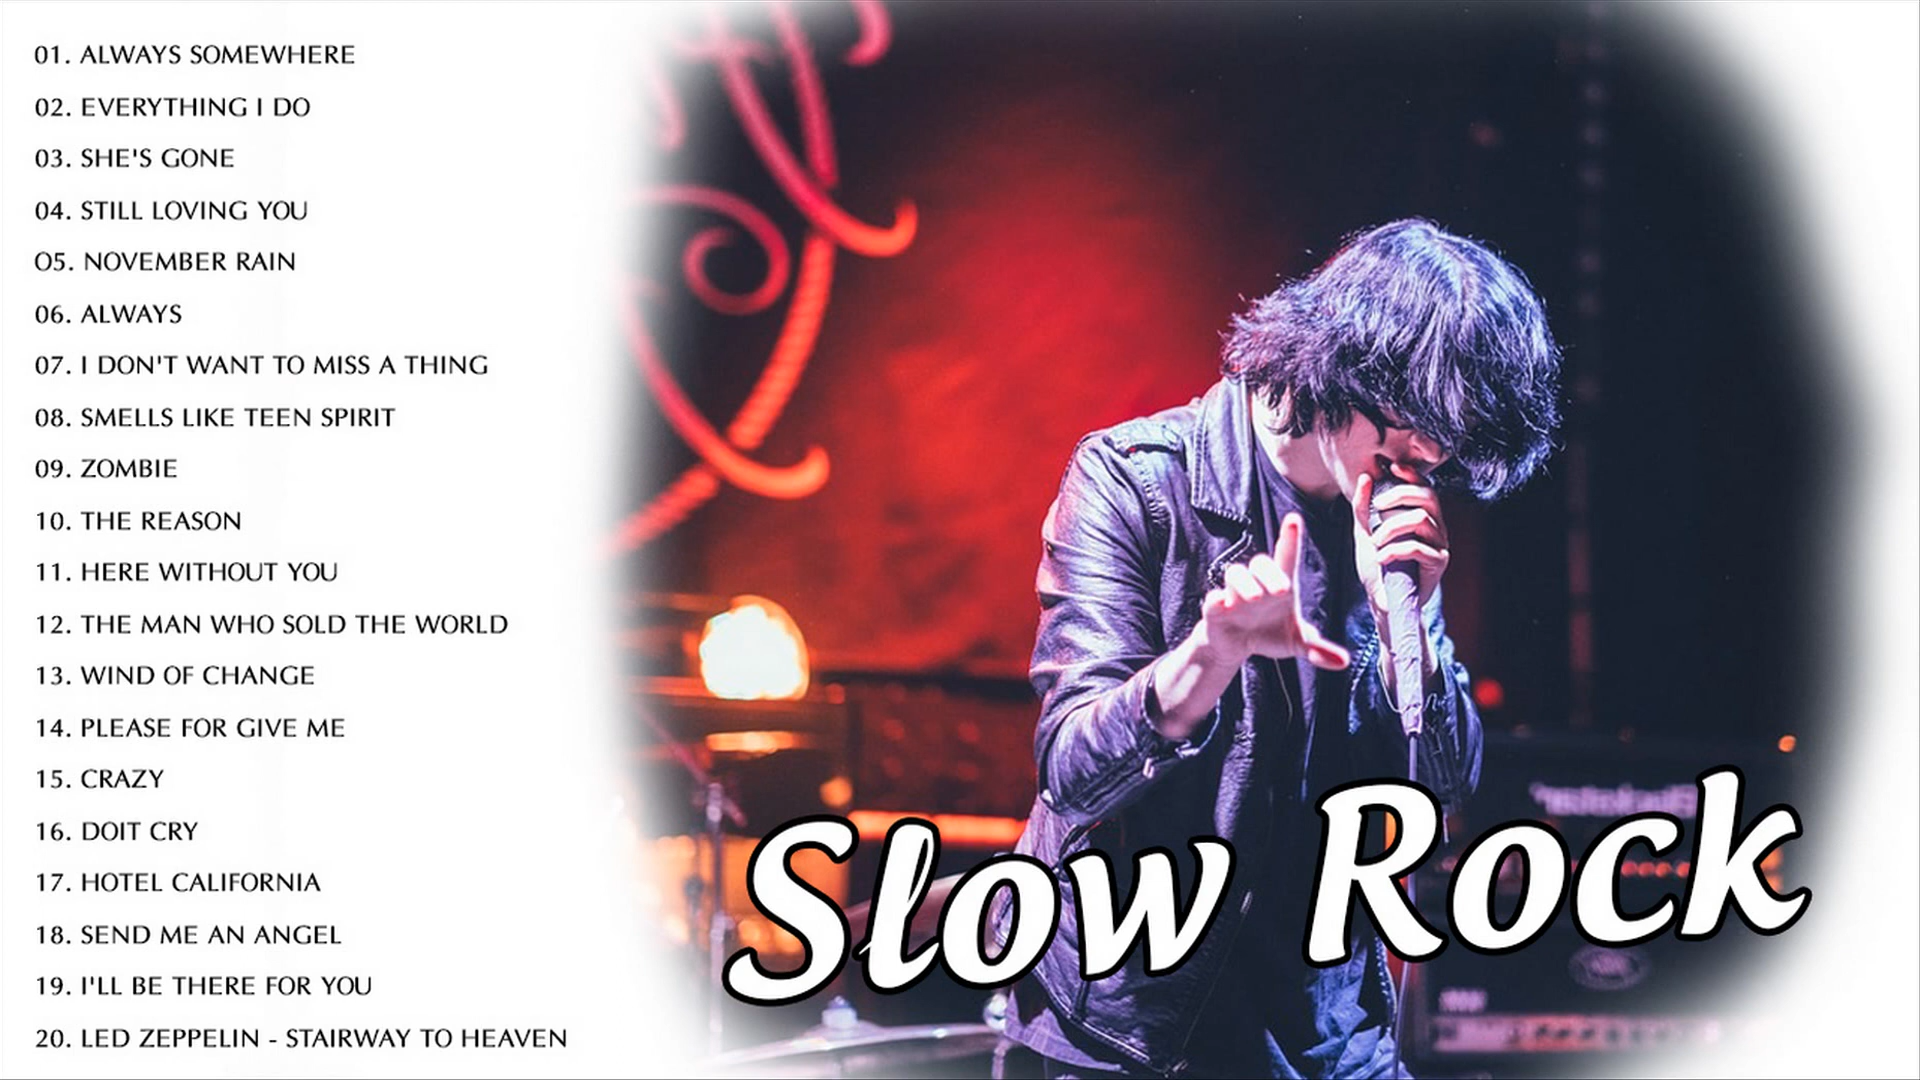 01. ALWAYS SOMEWHERE
02. EVERYTHING I DO
03. SHE'S GONE
04. STILL LOVING YOU
O5. NOVEMBER RAIN
06. ALWAYS
07. I DON'T WANT TO MISS A THING
08. SMELLS LIKE TEEN SPIRIT
09. ZOMBIE
10. THE REASON
11. HERE WITHOUT YOU
12. THE MAN WHO SOLD THE WORLD
13. WIND OF CHANGE
14. PLEASE FOR GIVE ME
15. CRAZY
16. DOIT CRY
17. HOTEL CALIFORNIA
18. SEND ME AN ANGEL
19. I'LL BE THERE FOR YOU
20. LED ZEPPELIN - STAIRWAY TO HEAVEN
Slow Rock